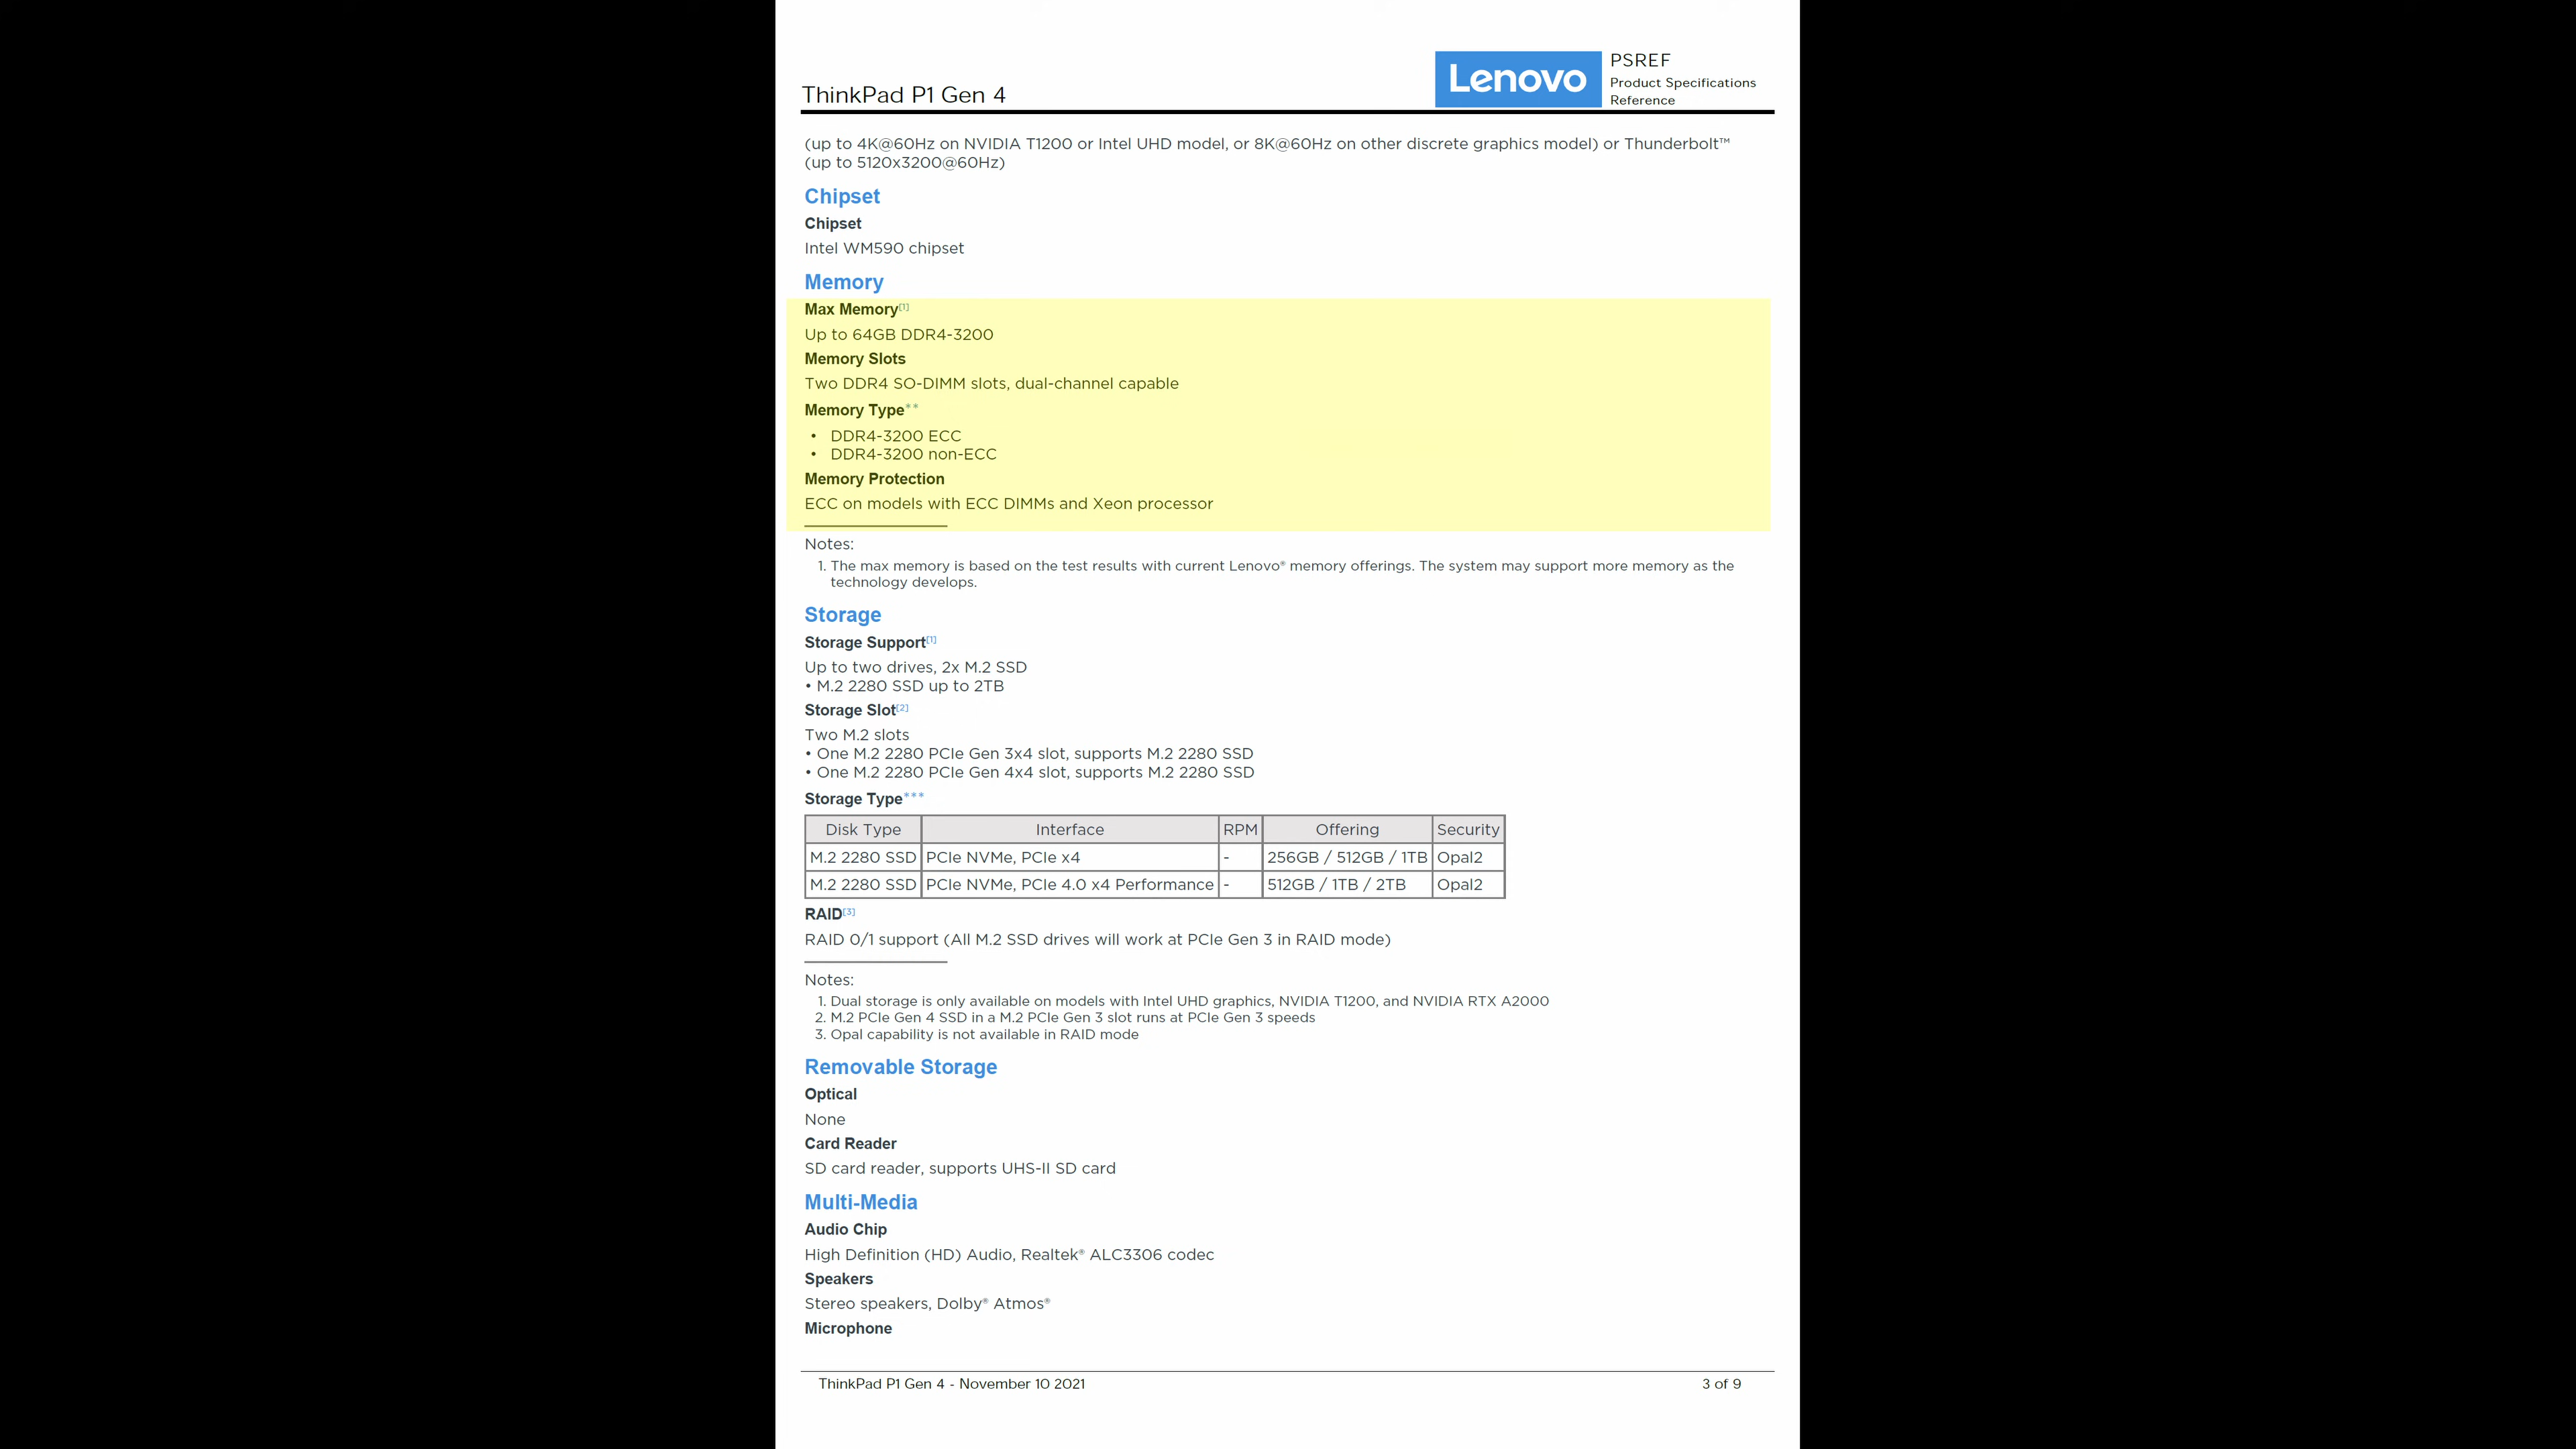 ThinkPad P1 Gen 4
Lenovo
PSREF
Product Specifications
Reference
(up to 4K@60Hz on NVIDIA T1200 or Intel UHD model, or 8K@60Hz on other discrete graphics model) or Thunderbolt™
(up to 5120x3200@60Hz)
Chipset
Chipset
Intel WM590 chipset
Memory
Max Memory[1]
Up to 64GB DDR4-3200
Memory Slots
Two DDR4 SO-DIMM slots, dual-channel capable
Memory Type**
• DDR4-3200 ECC
• DDR4-3200 non-ECC
Memory Protection
ECC on models with ECC DIMMs and Xeon processor
Notes:
1. The max memory is based on the test results with current Lenovo® memory offerings. The system may support more memory as the
technology develops.
Storage
Storage Support[1]
Up to two drives, 2x M.2 SSD
• M.2 2280 SSD up to 2TB
Storage Slot[2]
Two M.2 slots
• One M.2 2280 PCIe Gen 3x4 slot, supports M.2 2280 SSD
• One M.2 2280 PCIe Gen 4x4 slot, supports M.2 2280 SSD
Storage Type***
Disk Type Interface RPM Offering Security
M.2 2280 SSD PCIe NVMe, PCIe x4 - 256GB / 512GB / 1TB Opal2
M.2 2280 SSD PCIe NVMe, PCIe 4.0 x4 Performance - 512GB / 1TB / 2TB Opal2
RAID[3]
RAID 0/1 support (All M.2 SSD drives will work at PCIe Gen 3 in RAID mode)
Notes:
1. Dual storage is only available on models with Intel UHD graphics, NVIDIA T1200, and NVIDIA RTX A2000
2. M.2 PCIe Gen 4 SSD in a M.2 PCIe Gen 3 slot runs at PCIe Gen 3 speeds
3. Opal capability is not available in RAID mode
Removable Storage
Optical
None
Card Reader
SD card reader, supports UHS-II SD card
Multi-Media
Audio Chip
High Definition (HD) Audio, Realtek® ALC3306 codec
Speakers
Stereo speakers, Dolby® Atmos®
Microphone
ThinkPad P1 Gen 4 - November 10 2021
3 of 9